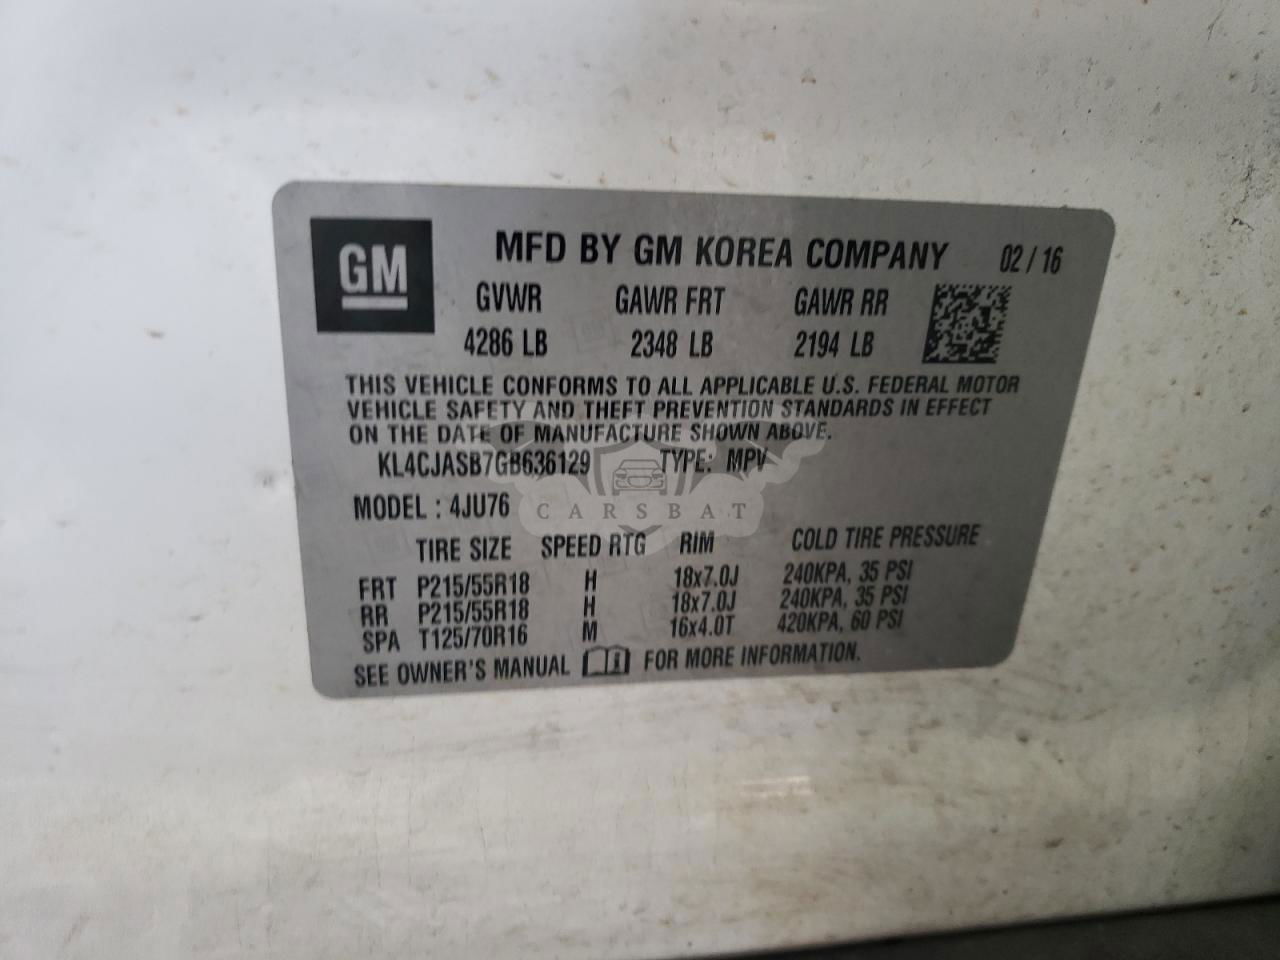 GM
MFD BY GM KOREA COMPANY 02/16
GVWR GAWR FRT GAWR RR
4286 LB 2348 LB 2194 LB
THIS VEHICLE CONFORMS TO ALL APPLICABLE U.S. FEDERAL MOTOR
VEHICLE SAFETY AND THEFT PREVENTION STANDARDS IN EFFECT
ON THE DATE OF MANUFACTURE SHOWN ABOVE.
KL4CJASB7GB636129 TYPE: MPV
MODEL : 4JU76
CARSBAT
TIRE SIZE SPEED RTG RIM COLD TIRE PRESSURE
FRT P215/55R18 H 18x7.0J 240KPA, 35 PSI
RR P215/55R18 H 18x7.0J 240KPA, 35 PSI
SPA T125/70R16 M 16x4.0T 420KPA, 60 PSI
SEE OWNER'S MANUAL i FOR MORE INFORMATION.